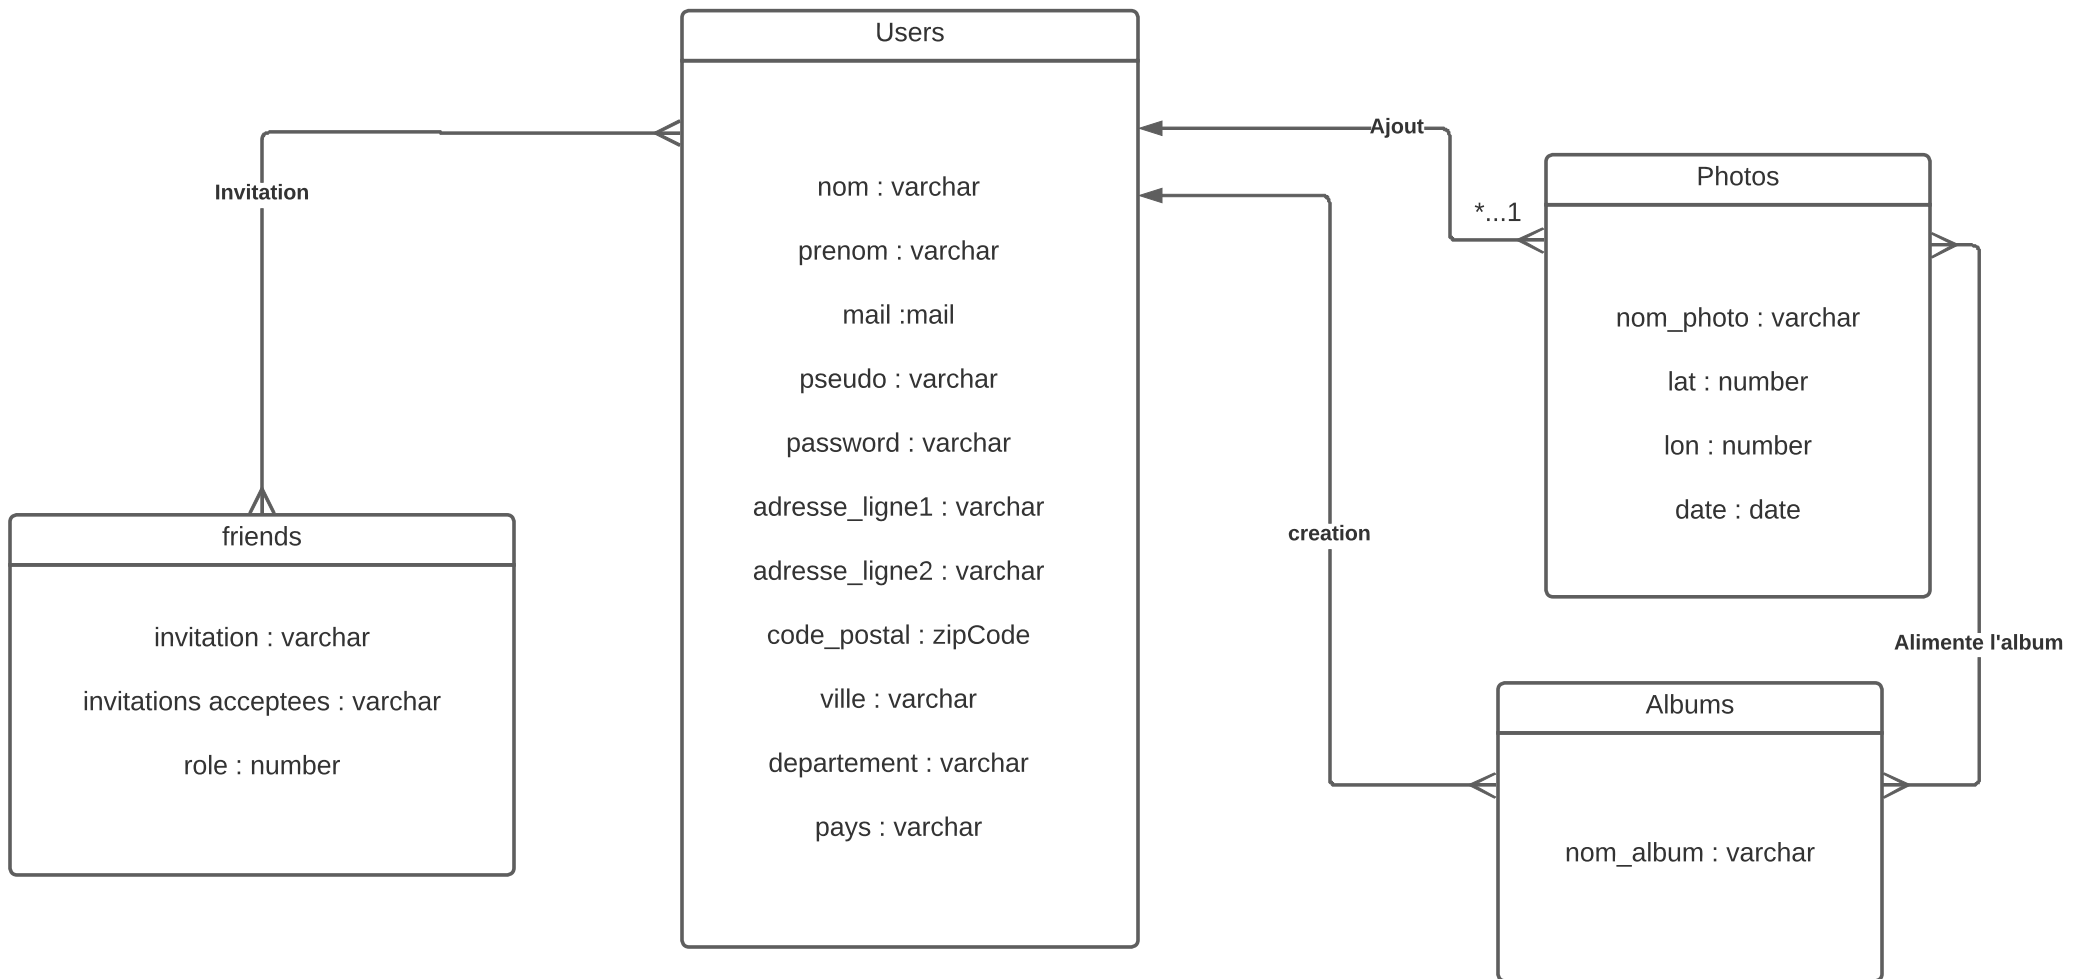 Users
nom : varchar
prenom : varchar
mail :mail
pseudo : varchar
password : varchar
adresse_ligne1 : varchar
adresse_ligne2 : varchar
code_postal : zipCode
ville : varchar
departement : varchar
pays : varchar
Invitation
friends
invitation : varchar
invitations acceptees : varchar
role : number
Ajout
*...1
creation
Photos
nom_photo : varchar
lat : number
lon : number
date : date
Alimente l'album
Albums
nom_album : varchar